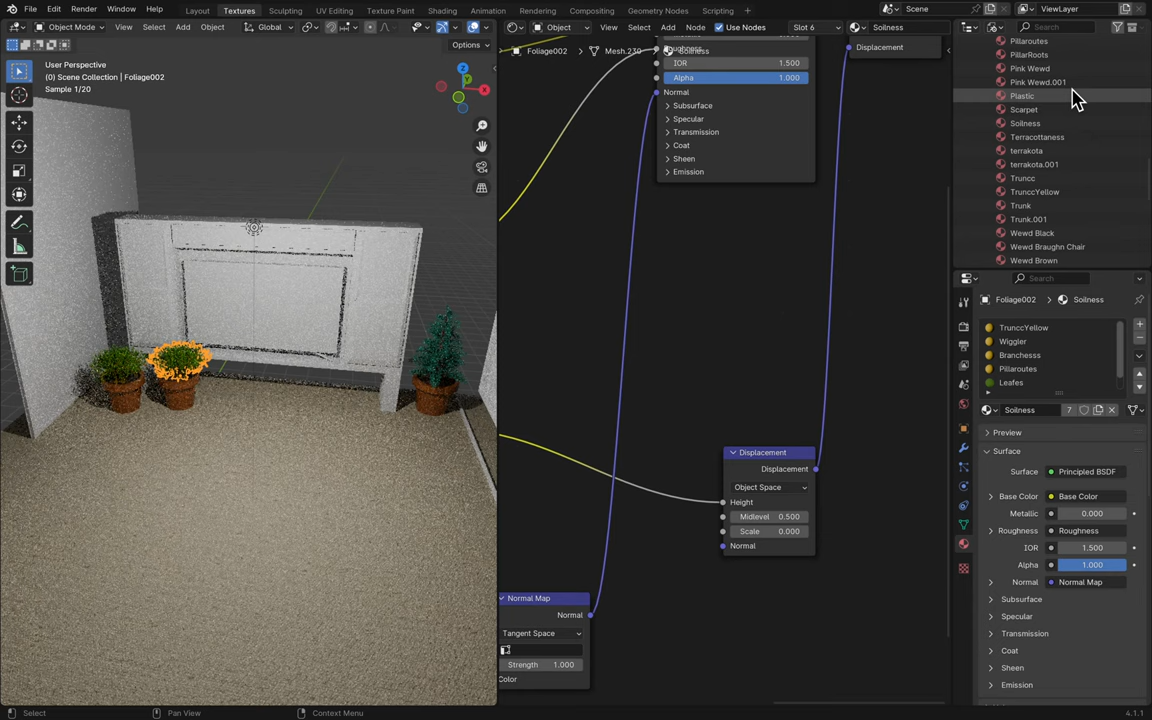 File Edit Render Window Help Layout Textures Sculpting UV Editing Texture Paint Shading Animation Rendering Compositing Geometry Nodes Scripting Scene ViewLayer
Object Mode View Select Add Object Global
Options
User Perspective
(0) Scene Collection | Foliage002
Sample 1/20
Object View Select Add Node Use Nodes Slot 6 Soilness
Foliage002 Mesh.230 Soilness
Roughness
IOR 1.500
Alpha 1.000
Normal
Subsurface
Specular
Transmission
Coat
Sheen
Emission
Displacement
Displacement
Displacement
Object Space
Height
Midlevel 0.500
Scale 0.000
Normal
Normal Map
Normal
Tangent Space
Strength 1.000
Color
Search
Pillaroutes
PillarRoots
Pink Wewd
Pink Wewd.001
Plastic
Scarpet
Soilness
Terracottaness
terrakota
terrakota.001
Truncc
TrunccYellow
Trunk
Trunk.001
Wewd Black
Wewd Braughn Chair
Wewd Brown
Search
Foliage002 Soilness
TrunccYellow
Wiggler
Branchesss
Pillaroutes
Leafes
Soilness 7
Preview
Surface
Surface Principled BSDF
Base Color Base Color
Metallic 0.000
Roughness Roughness
IOR 1.500
Alpha 1.000
Normal Normal Map
Subsurface
Specular
Transmission
Coat
Sheen
Emission
Select Pan View Context Menu 4.1.1